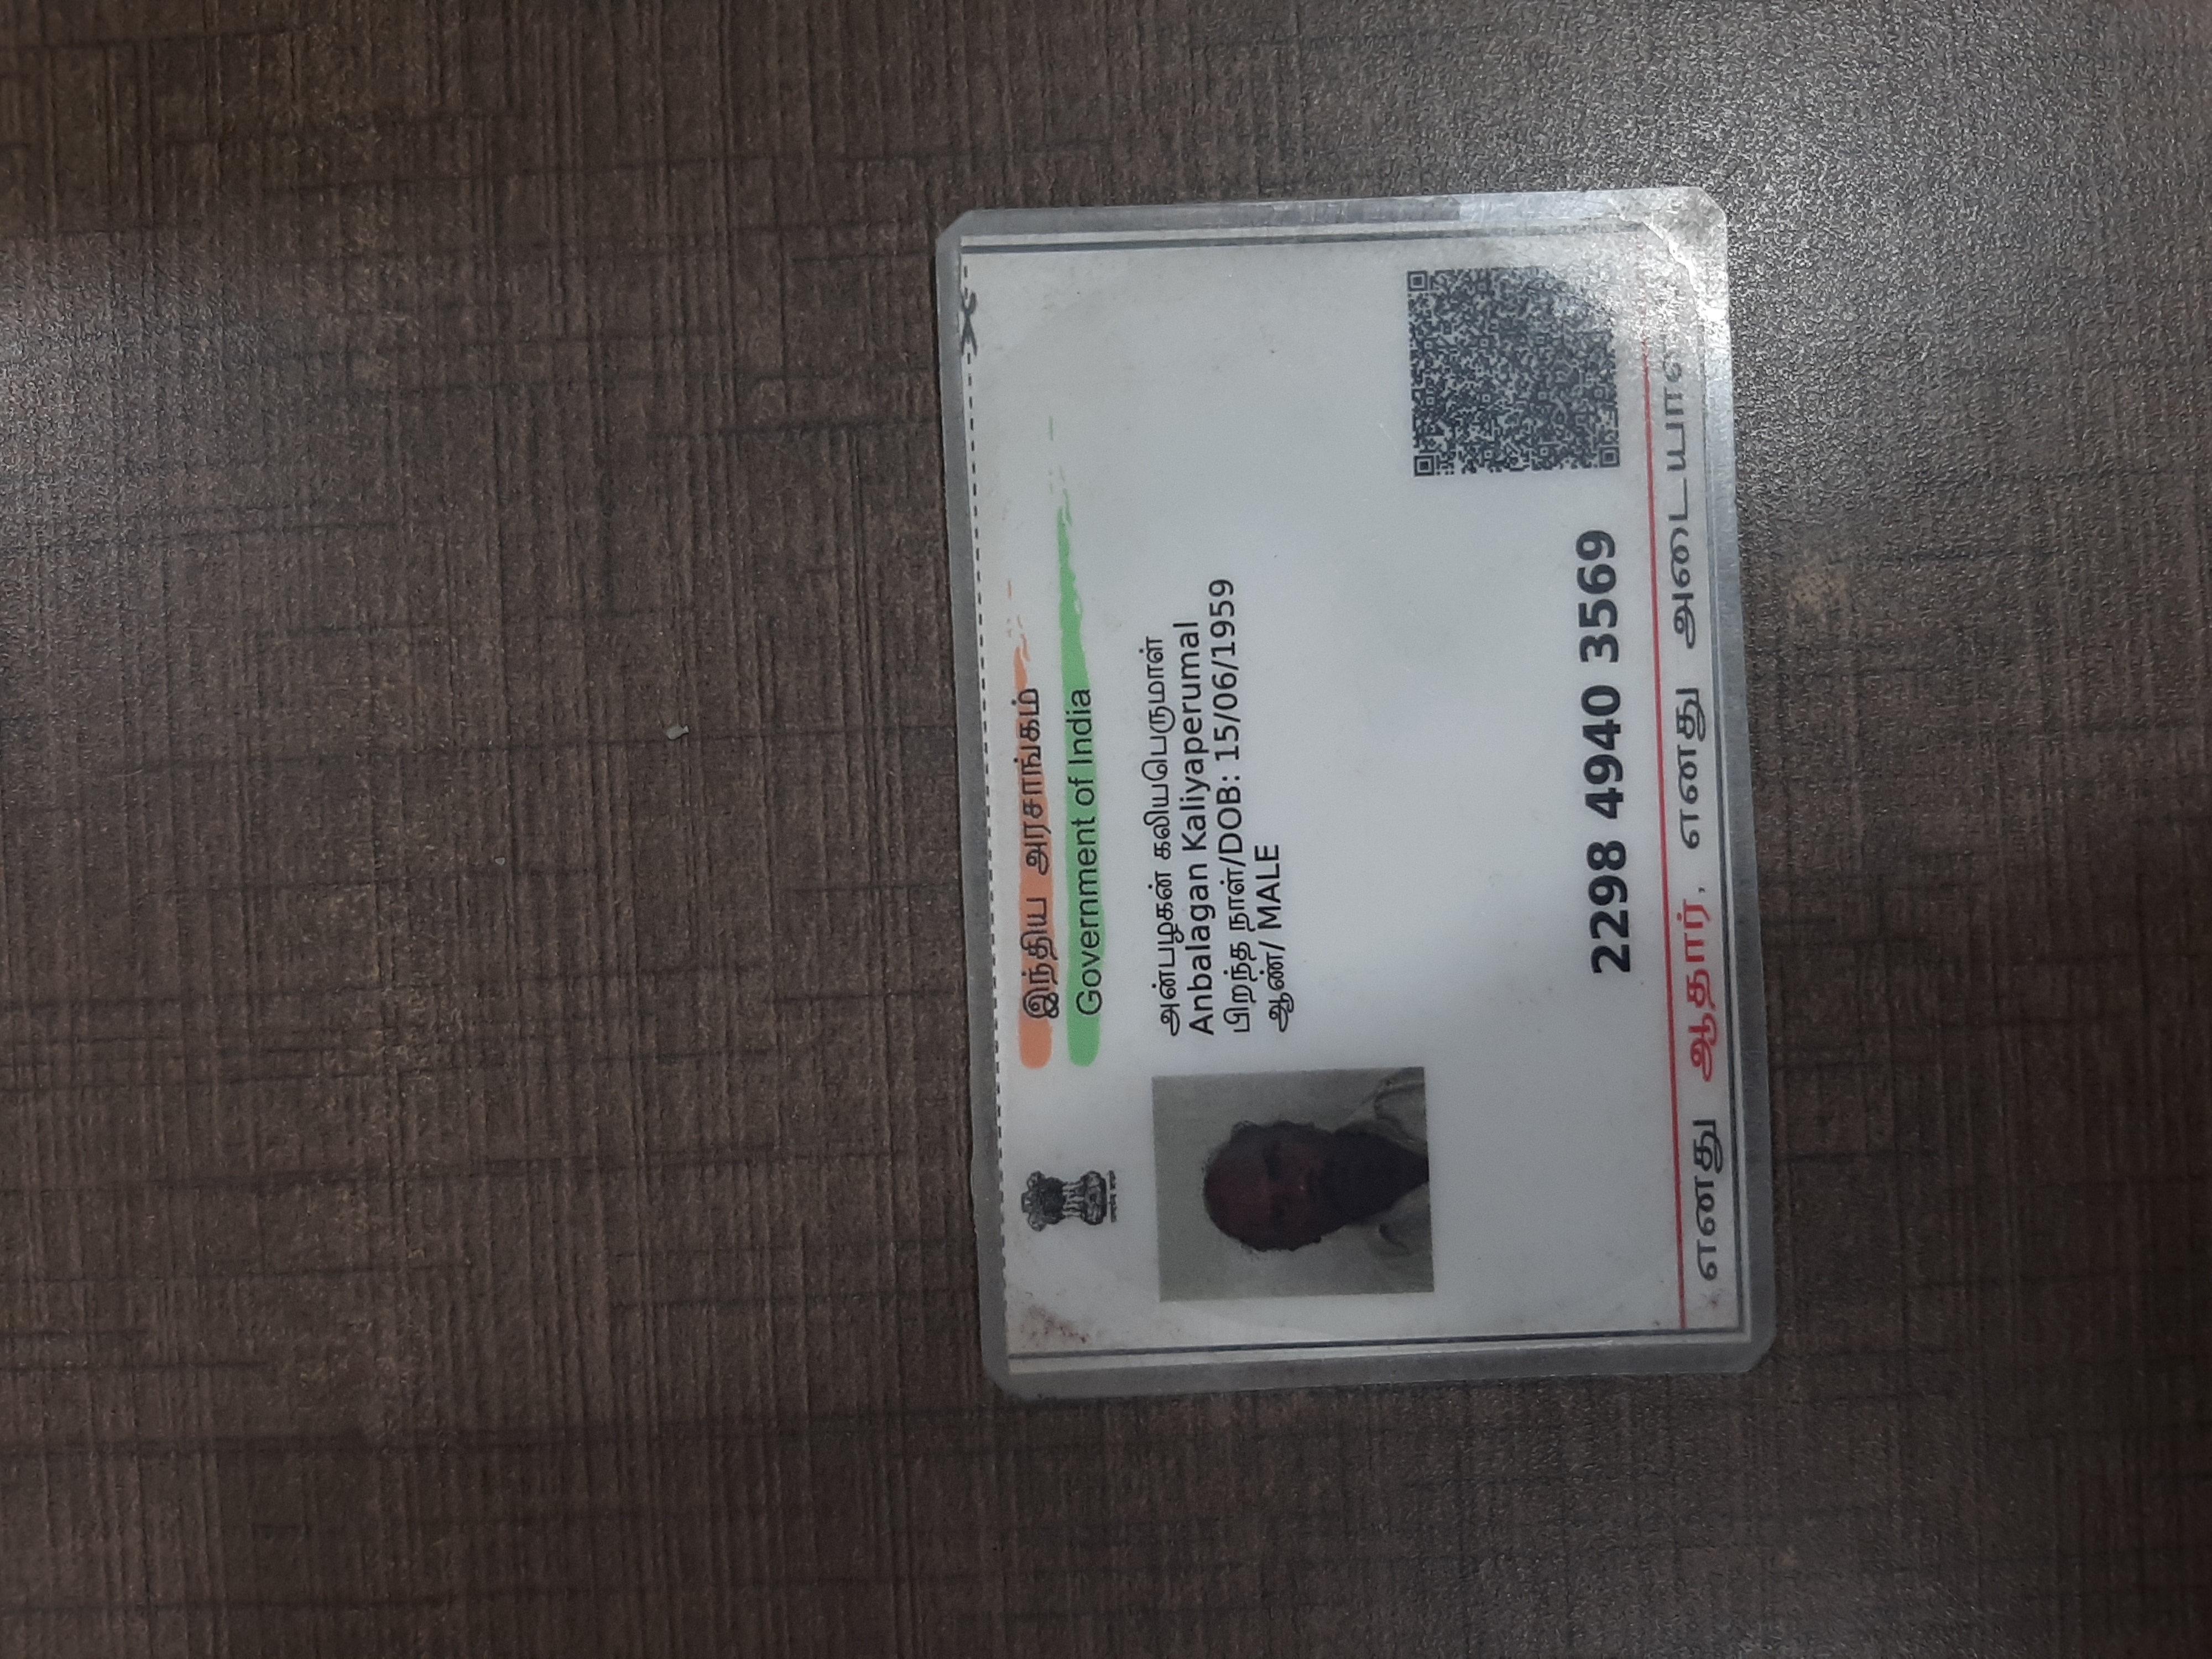 இந்திய அரசாங்கம்
Government of India
அன்பழகன் கலியபெருமாள்
Anbalagan Kaliyaperumal
பிறந்த நாள்/DOB: 15/06/1959
ஆண்/ MALE
2298 4940 3569
எனது ஆதார், எனது